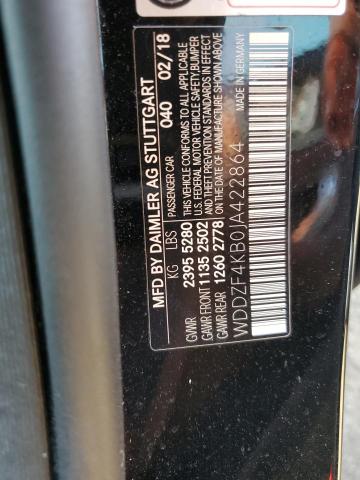 MFD BY DAIMLER AG STUTTGART
PASSENGER CAR 040 02/18
KG LBS
GVWR 2395 5280
GAWR FRONT 1135 2502
GAWR REAR 1260 2778
THIS VEHICLE CONFORMS TO ALL APPLICABLE
U.S. FEDERAL MOTOR VEHICLE SAFETY, BUMPER
AND THEFT PREVENTION STANDARDS IN EFFECT
ON THE DATE OF MANUFACTURE SHOWN ABOVE
MADE IN GERMANY
WDDZF4KB0JA422864